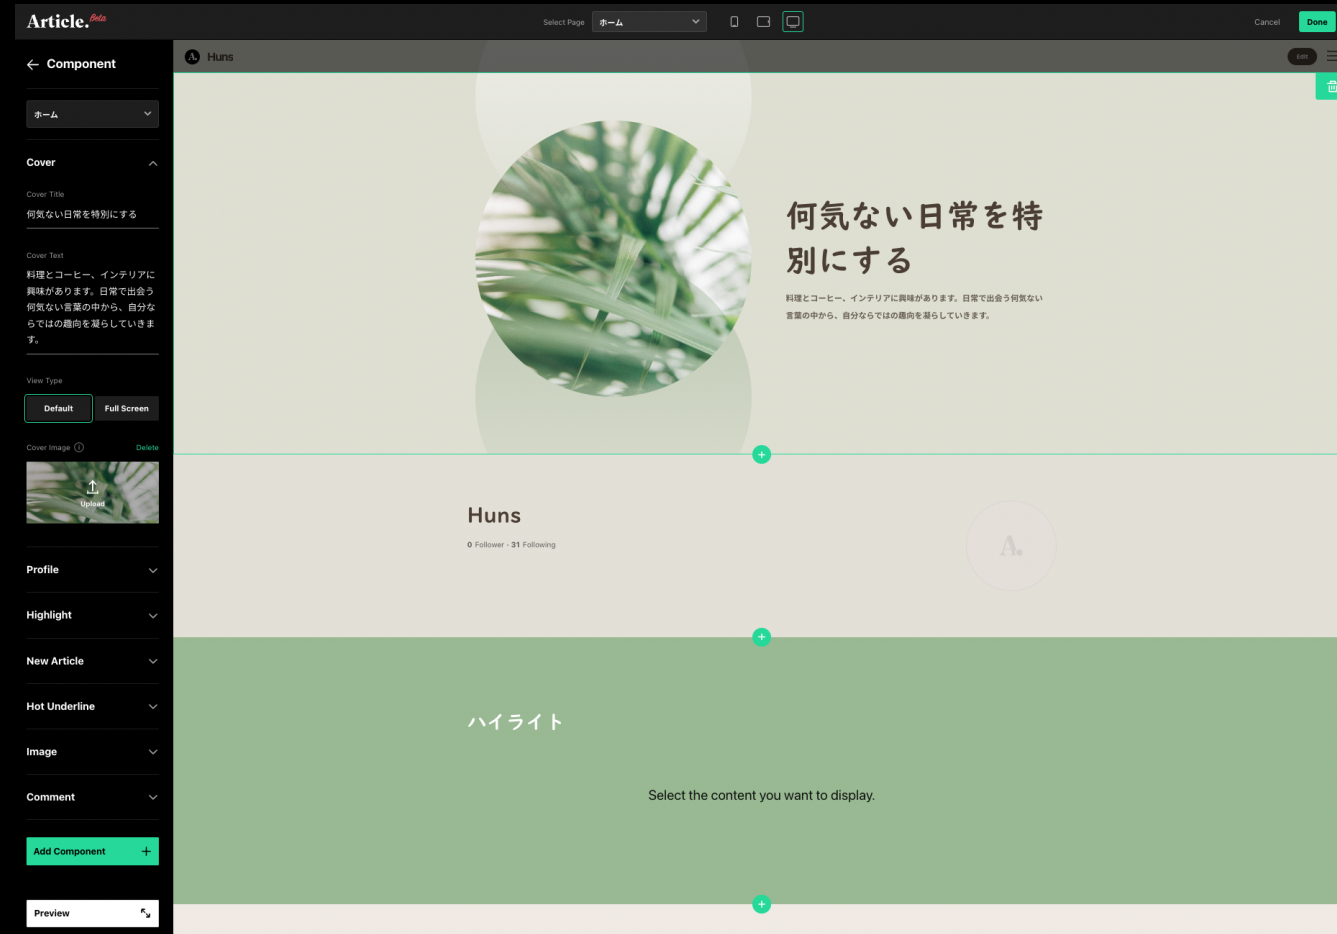 Article. Beta
Select Page
ホーム
Cancel
Done
Component
ホーム
Cover
Cover Title
何気ない日常を特別にする
Cover Text
料理とコーヒー、インテリアに
興味があります。日常で出会う
何気ない言葉の中から、自分な
らではの趣向を凝らしていきま
す。
View Type
Default
Full Screen
Cover Image
Delete
Upload
Profile
Highlight
New Article
Hot Underline
Image
Comment
Add Component
Preview
A.
Huns
Edit
何気ない日常を特
別にする
料理とコーヒー、インテリアに興味があります。日常で出会う何気ない
言葉の中から、自分ならではの趣向を凝らしていきます。
Huns
0 Follower - 31 Following
A.
ハイライト
Select the content you want to display.